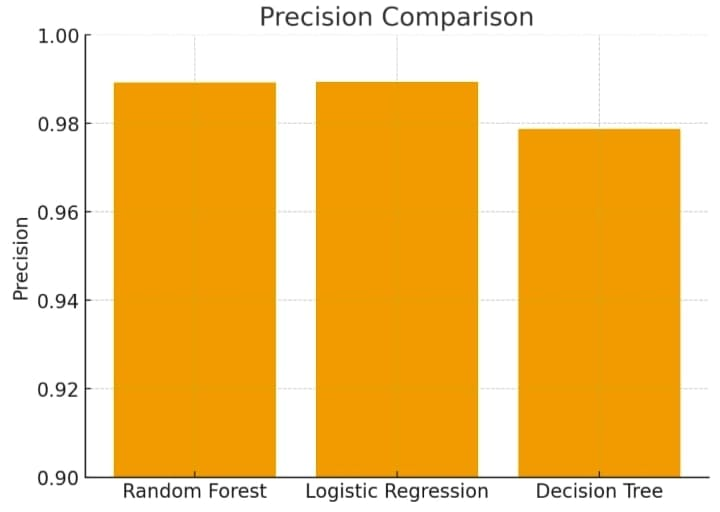 Precision Comparison
1.00
0.98
0.96
0.94
0.92
0.90
Precision
Random Forest
Logistic Regression
Decision Tree